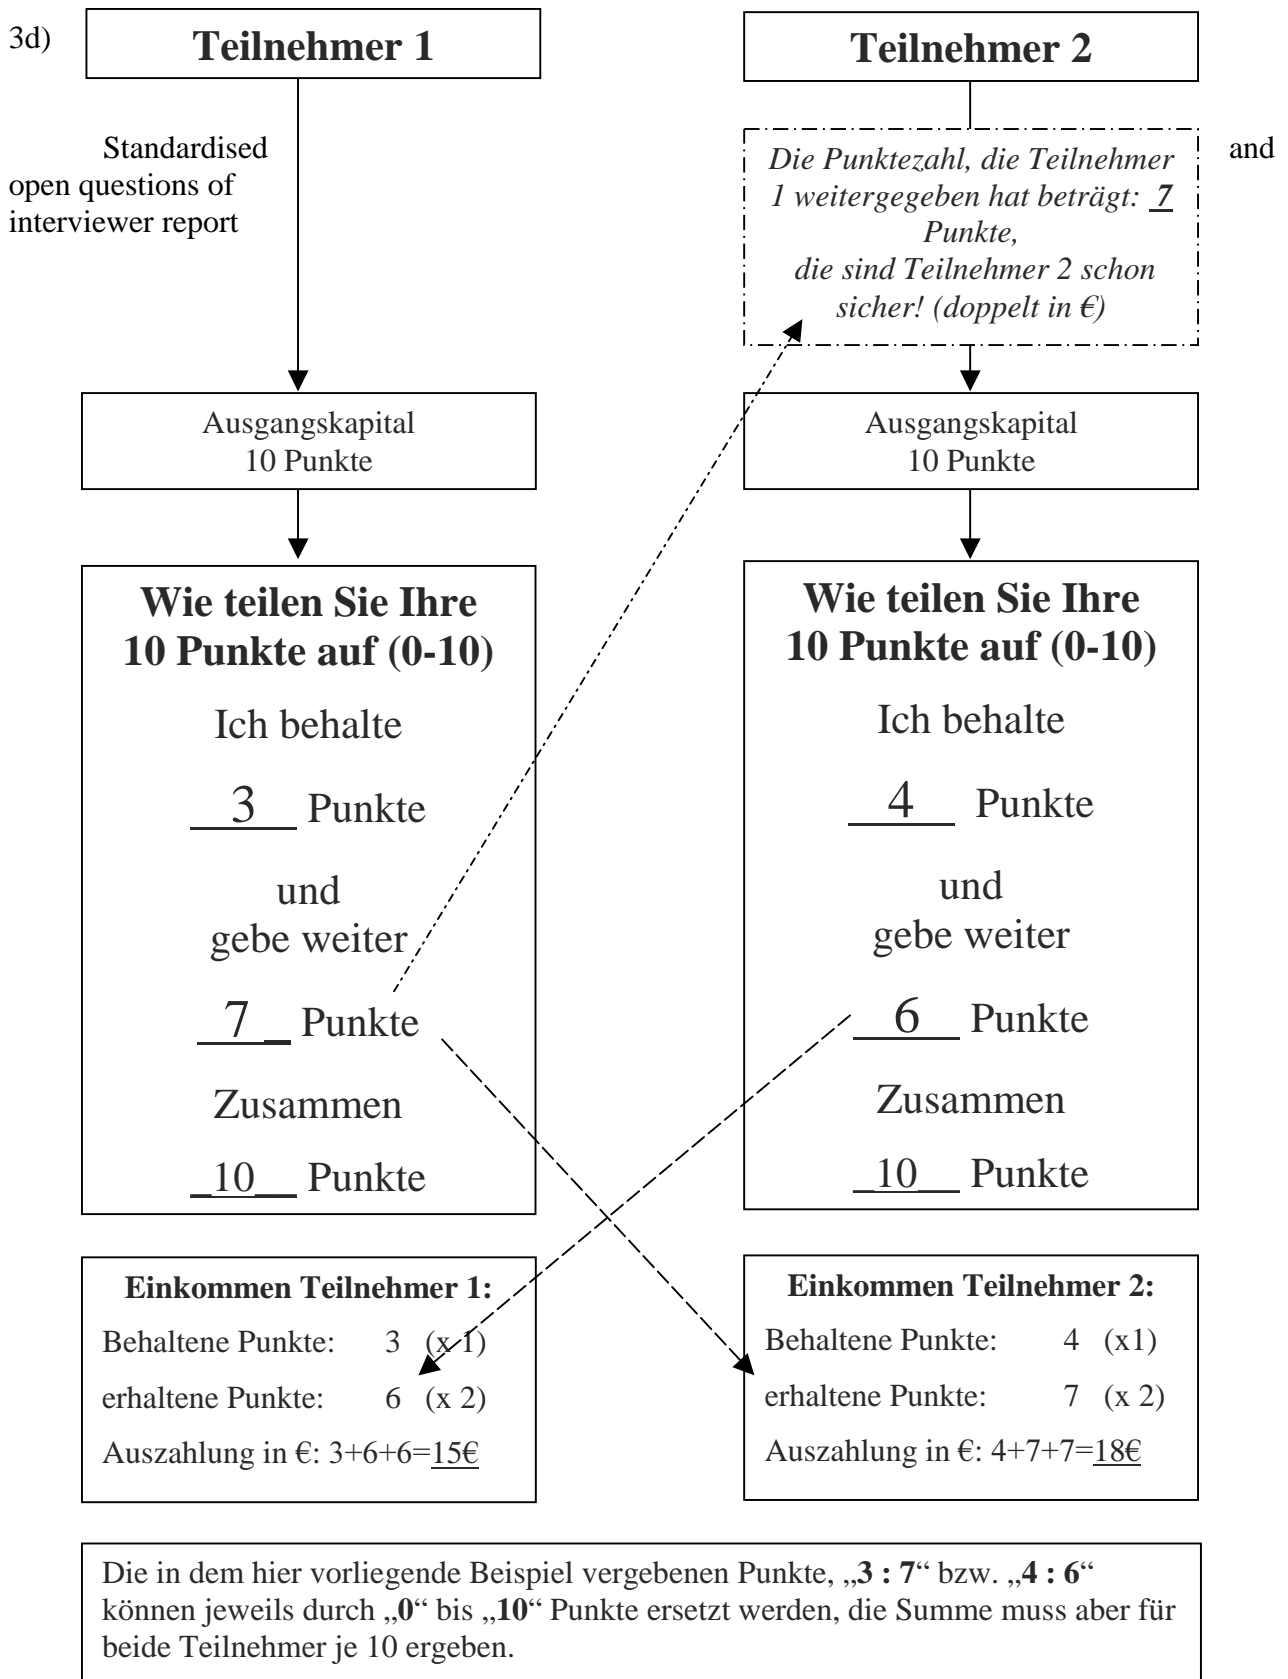 3d)
Teilnehmer 1
Standardised and
open questions of
interviewer report
Ausgangskapital
10 Punkte
Wie teilen Sie Ihre
10 Punkte auf (0-10)
Ich behalte
3 Punkte
und
gebe weiter
7 _ Punkte
Zusammen
_10__ Punkte
Einkommen Teilnehmer 1:
Behaltene Punkte: 3 (x 1)
erhaltene Punkte: 6 (x 2)
Auszahlung in €: 3+6+6=15€
Teilnehmer 2
Die Punktezahl, die Teilnehmer
1 weitergegeben hat beträgt: 7
Punkte,
die sind Teilnehmer 2 schon
sicher! (doppelt in €)
Ausgangskapital
10 Punkte
Wie teilen Sie Ihre
10 Punkte auf (0-10)
Ich behalte
4 Punkte
und
gebe weiter
6 Punkte
Zusammen
_10__ Punkte
Einkommen Teilnehmer 2:
Behaltene Punkte: 4 (x1)
erhaltene Punkte: 7 (x 2)
Auszahlung in €: 4+7+7=18€
Die in dem hier vorliegende Beispiel vergebenen Punkte, „3 : 7“ bzw. „4 : 6“
können jeweils durch „0“ bis „10“ Punkte ersetzt werden, die Summe muss aber für
beide Teilnehmer je 10 ergeben.